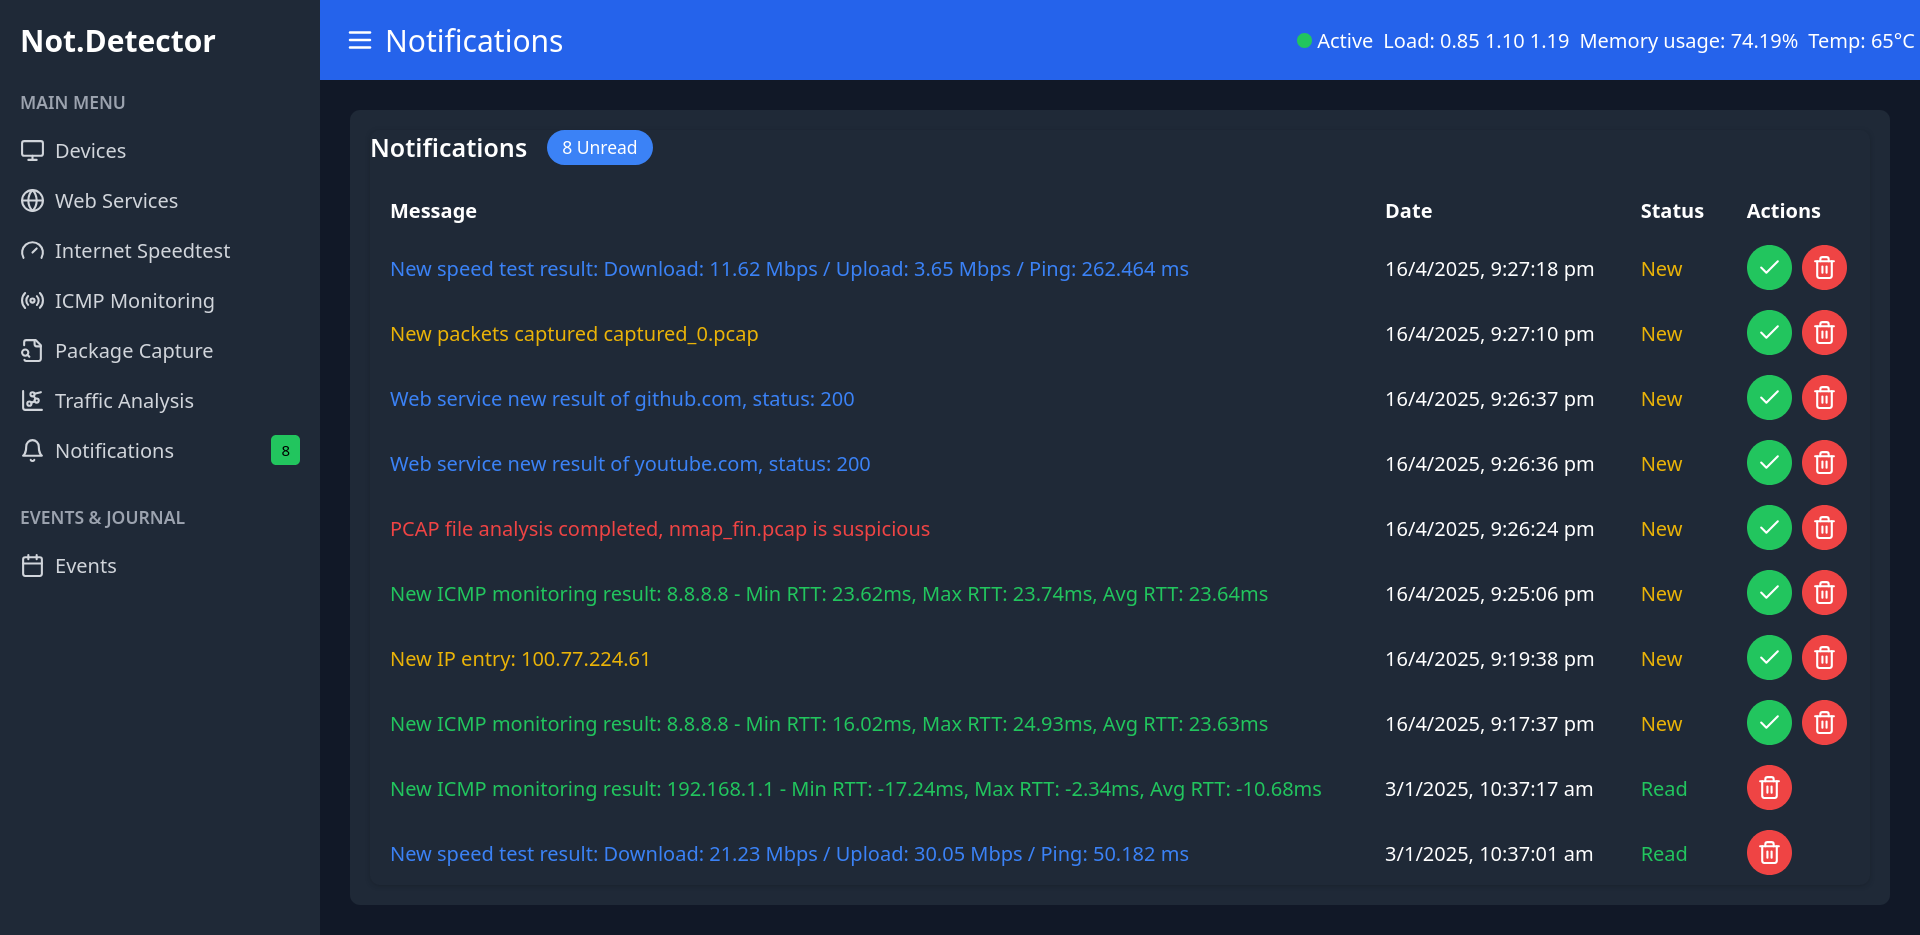 Not.Detector
Notifications
Active Load: 0.85 1.10 1.19 Memory usage: 74.19% Temp: 65°C
MAIN MENU
Devices
Web Services
Internet Speedtest
ICMP Monitoring
Package Capture
Traffic Analysis
Notifications 8
EVENTS & JOURNAL
Events
Notifications 8 Unread
Message Date Status Actions
New speed test result: Download: 11.62 Mbps / Upload: 3.65 Mbps / Ping: 262.464 ms 16/4/2025, 9:27:18 pm New
New packets captured captured_0.pcap 16/4/2025, 9:27:10 pm New
Web service new result of github.com, status: 200 16/4/2025, 9:26:37 pm New
Web service new result of youtube.com, status: 200 16/4/2025, 9:26:36 pm New
PCAP file analysis completed, nmap_fin.pcap is suspicious 16/4/2025, 9:26:24 pm New
New ICMP monitoring result: 8.8.8.8 - Min RTT: 23.62ms, Max RTT: 23.74ms, Avg RTT: 23.64ms 16/4/2025, 9:25:06 pm New
New IP entry: 100.77.224.61 16/4/2025, 9:19:38 pm New
New ICMP monitoring result: 8.8.8.8 - Min RTT: 16.02ms, Max RTT: 24.93ms, Avg RTT: 23.63ms 16/4/2025, 9:17:37 pm New
New ICMP monitoring result: 192.168.1.1 - Min RTT: -17.24ms, Max RTT: -2.34ms, Avg RTT: -10.68ms 3/1/2025, 10:37:17 am Read
New speed test result: Download: 21.23 Mbps / Upload: 30.05 Mbps / Ping: 50.182 ms 3/1/2025, 10:37:01 am Read